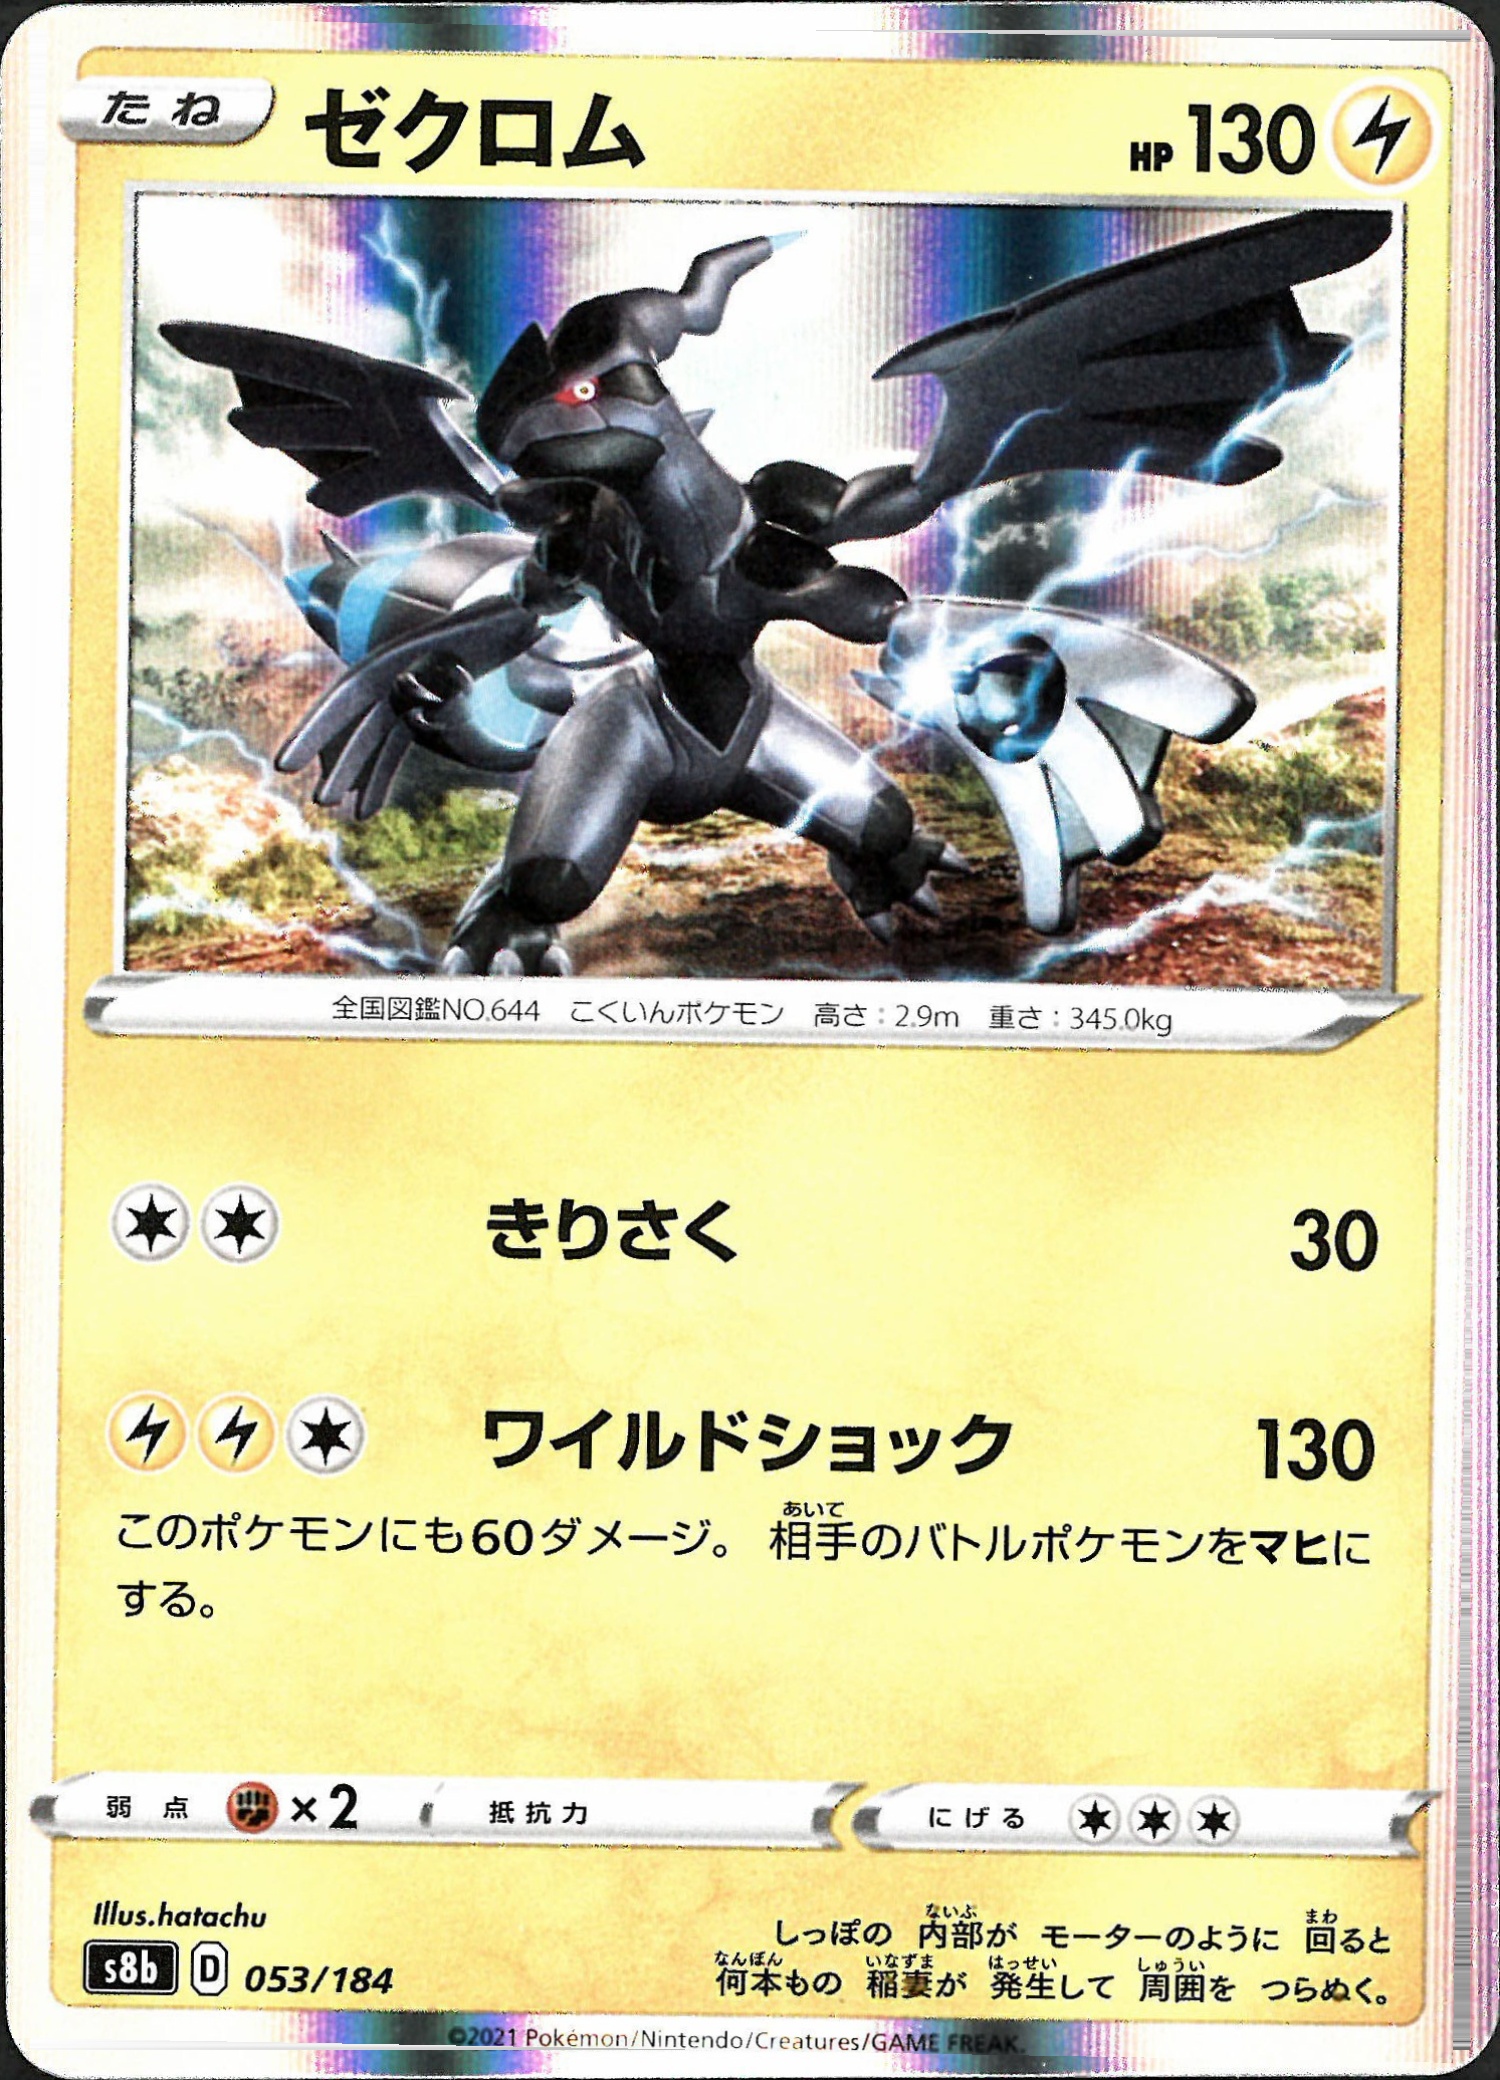 たね ゼクロム HP 130
全国図鑑NO.644 こくいんポケモン 高さ:2.9m 重さ:345.0kg
きりさく 30
ワイルドショック 130
このポケモンにも60ダメージ。相手のバトルポケモンをマヒに
あいて
する。
弱点 ×2 抵抗力 にげる
Illus.hatachu
しっぽの 内部が モーターのように 回ると
ないぶ まわ
何本もの 稲妻が 発生して 周囲を つらぬく。
なんぼん いなずま はっせい しゅうい
s8b D 053/184
©2021 Pokémon/Nintendo/Creatures/GAME FREAK.